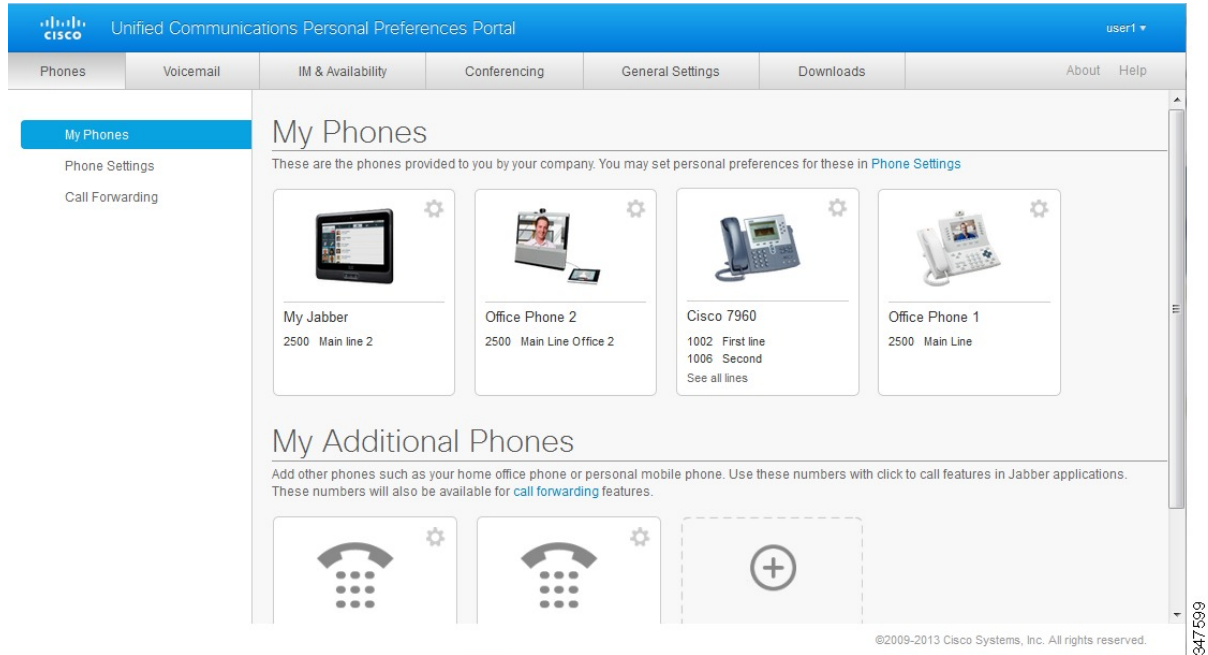 cisco
Unified Communications Personal Preferences Portal
user1
Phones
Voicemail
IM & Availability
Conferencing
General Settings
Downloads
About
Help
My Phones
Phone Settings
Call Forwarding
My Phones
These are the phones provided to you by your company. You may set personal preferences for these in Phone Settings
My Jabber
2500 Main line 2
Office Phone 2
2500 Main Line Office 2
Cisco 7960
1002 First line
1006 Second
See all lines
Office Phone 1
2500 Main Line
My Additional Phones
Add other phones such as your home office phone or personal mobile phone. Use these numbers with click to call features in Jabber applications.
These numbers will also be available for call forwarding features.
©2009-2013 Cisco Systems, Inc. All rights reserved.
347599